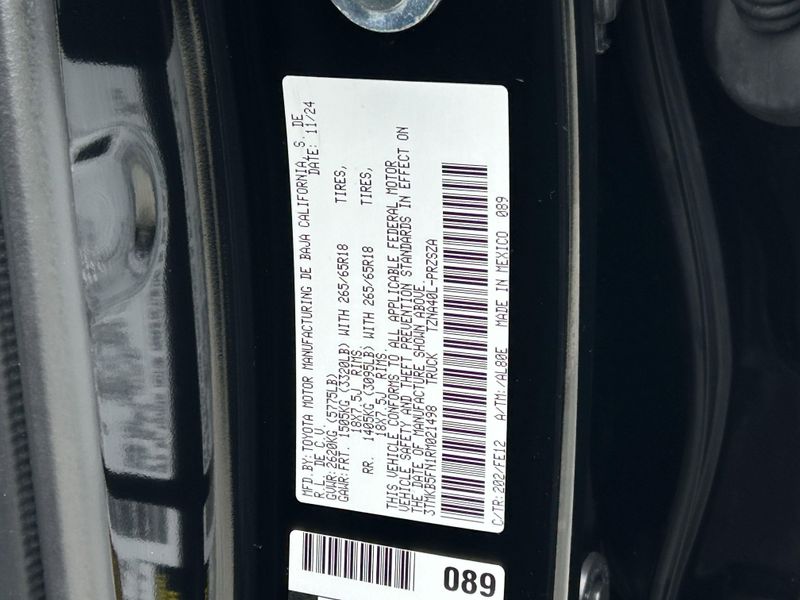 MFD.BY:TOYOTA MOTOR MANUFACTURING DE BAJA CALIFORNIA, S. DE
R.L. DE C.V. DATE: 11/24
GVWR:2620KG (5775LB)
GAWR:FRT. 1505KG (3320LB) WITH 265/65R18 TIRES,
18X7.5J RIMS,
RR. 1405KG (3095LB) WITH 265/65R18 TIRES,
18X7.5J RIMS.
THIS VEHICLE CONFORMS TO ALL APPLICABLE FEDERAL MOTOR
VEHICLE SAFETY AND THEFT PREVENTION STANDARDS IN EFFECT ON
THE DATE OF MANUFACTURE SHOWN ABOVE.
3TMKB5FN1RM021498 TRUCK TZNA40L-PRZSZA
C/TR:202/FE12 A/TM:/AL80E MADE IN MEXICO 089
089